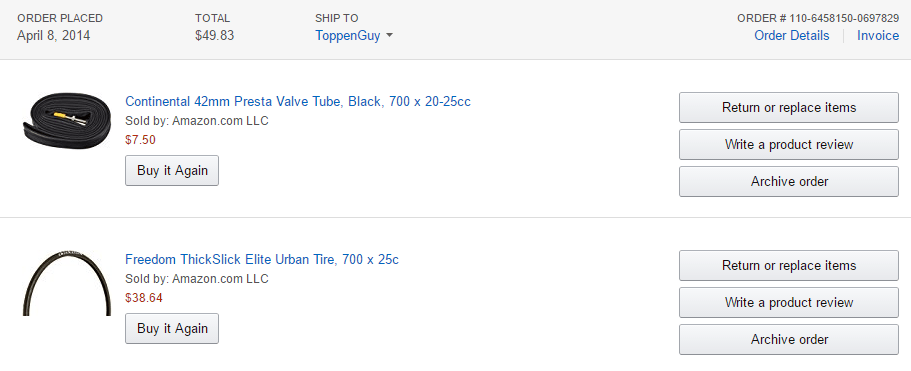 ORDER PLACED
April 8, 2014
TOTAL
$49.83
SHIP TO
ToppenGuy
ORDER # 110-6458150-0697829
Order Details
Invoice
Continental 42mm Presta Valve Tube, Black, 700 x 20-25cc
Sold by: Amazon.com LLC
$7.50
Buy it Again
Return or replace items
Write a product review
Archive order
Freedom ThickSlick Elite Urban Tire, 700 x 25c
Sold by: Amazon.com LLC
$38.64
Buy it Again
Return or replace items
Write a product review
Archive order